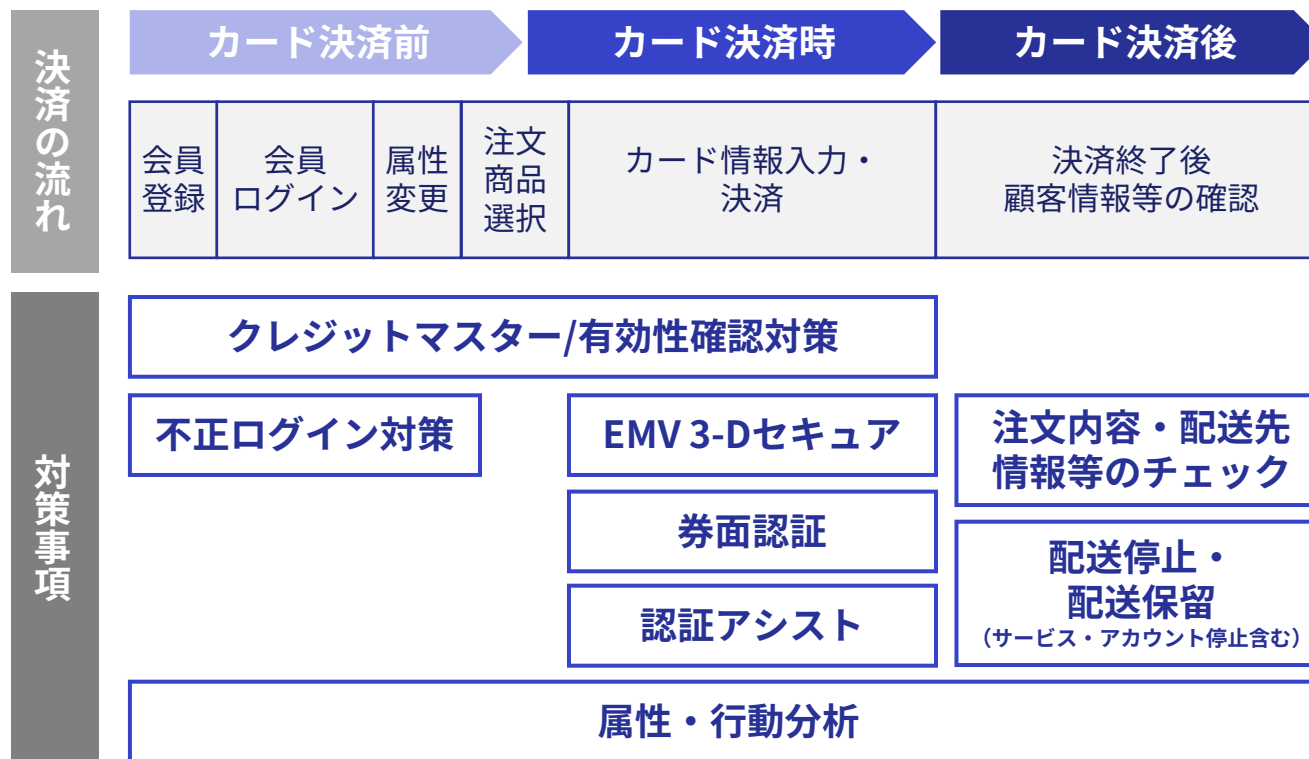 決済の流れ
カード決済前
カード決済時
カード決済後
会員
登録
会員
ログイン
属性
変更
注文
商品
選択
カード情報入力・
決済
決済終了後
顧客情報等の確認
対策事項
クレジットマスター/有効性確認対策
不正ログイン対策
EMV 3-Dセキュア
注文内容・配送先
情報等のチェック
券面認証
配送停止・
配送保留
（サービス・アカウント停止含む）
認証アシスト
属性・行動分析